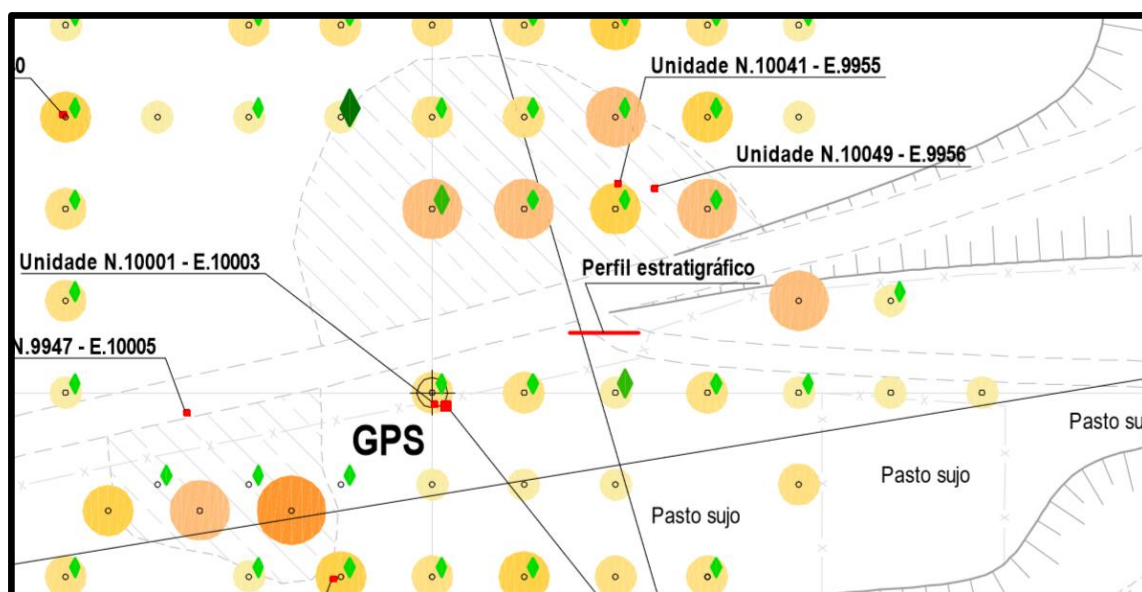 Unidade N.10041 - E.9955
Unidade N.10049 - E.9956
Unidade N.10001 - E.10003
Perfil estratigráfico
N.9947 - E.10005
GPS
Pasto su
Pasto sujo
Pasto sujo